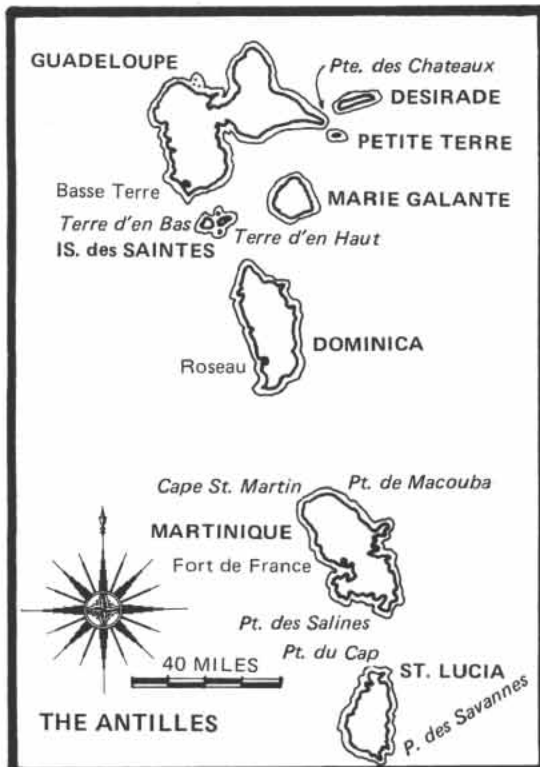 GUADELOUPE
Pte. des Chateaux
DESIRADE
PETITE TERRE
Basse Terre
MARIE GALANTE
Terre d'en Bas
Terre d'en Haut
IS. des SAINTES
DOMINICA
Roseau
Cape St. Martin
Pt. de Macouba
MARTINIQUE
Fort de France
Pt. des Salines
Pt. du Cap
40 MILES
ST. LUCIA
THE ANTILLES
P. des Savannes